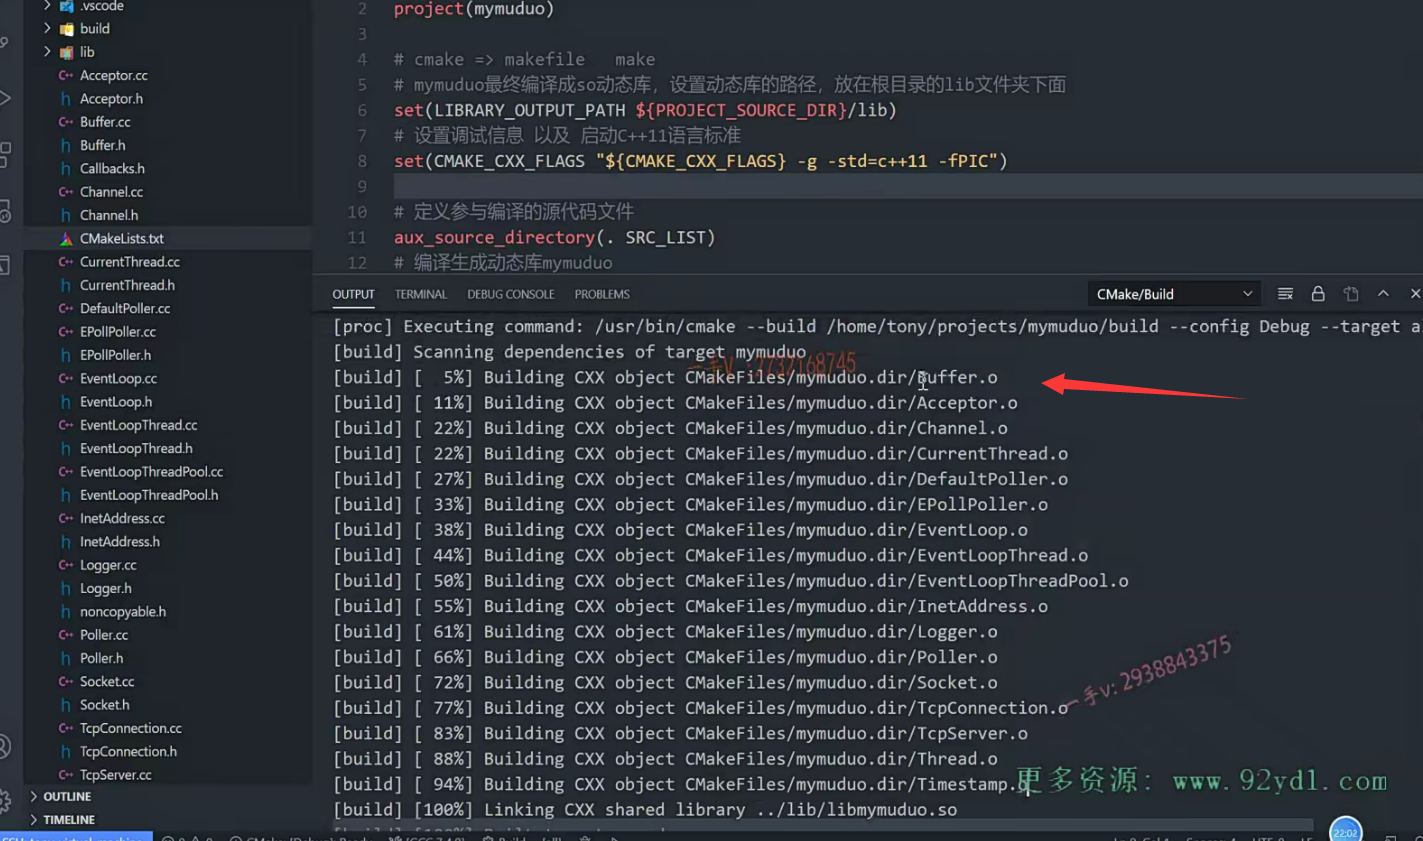 .vscode
build
lib
Acceptor.cc
Acceptor.h
Buffer.cc
Buffer.h
Callbacks.h
Channel.cc
Channel.h
CMakeLists.txt
CurrentThread.cc
CurrentThread.h
DefaultPoller.cc
EPollPoller.cc
EPollPoller.h
EventLoop.cc
EventLoop.h
EventLoopThread.cc
EventLoopThread.h
EventLoopThreadPool.cc
EventLoopThreadPool.h
InetAddress.cc
InetAddress.h
Logger.cc
Logger.h
noncopyable.h
Poller.cc
Poller.h
Socket.cc
Socket.h
TcpConnection.cc
TcpConnection.h
TcpServer.cc
OUTLINE
TIMELINE
2 project(mymuduo)
3
4 # cmake => makefile make
5 # mymuduo最终编译成so动态库，设置动态库的路径，放在根目录的lib文件夹下面
6 set(LIBRARY_OUTPUT_PATH ${PROJECT_SOURCE_DIR}/lib)
7 # 设置调试信息 以及 启动C++11语言标准
8 set(CMAKE_CXX_FLAGS "${CMAKE_CXX_FLAGS} -g -std=c++11 -fPIC")
9
10 # 定义参与编译的源代码文件
11 aux_source_directory(. SRC_LIST)
12 # 编译生成动态库mymuduo
OUTPUT TERMINAL DEBUG CONSOLE PROBLEMS CMake/Build
[proc] Executing command: /usr/bin/cmake --build /home/tony/projects/mymuduo/build --config Debug --target a
[build] Scanning dependencies of target mymuduo
一手V :2732168745
[build] [  5%] Building CXX object CMakeFiles/mymuduo.dir/Buffer.o
[build] [ 11%] Building CXX object CMakeFiles/mymuduo.dir/Acceptor.o
[build] [ 22%] Building CXX object CMakeFiles/mymuduo.dir/Channel.o
[build] [ 22%] Building CXX object CMakeFiles/mymuduo.dir/CurrentThread.o
[build] [ 27%] Building CXX object CMakeFiles/mymuduo.dir/DefaultPoller.o
[build] [ 33%] Building CXX object CMakeFiles/mymuduo.dir/EPollPoller.o
[build] [ 38%] Building CXX object CMakeFiles/mymuduo.dir/EventLoop.o
[build] [ 44%] Building CXX object CMakeFiles/mymuduo.dir/EventLoopThread.o
[build] [ 50%] Building CXX object CMakeFiles/mymuduo.dir/EventLoopThreadPool.o
[build] [ 55%] Building CXX object CMakeFiles/mymuduo.dir/InetAddress.o
[build] [ 61%] Building CXX object CMakeFiles/mymuduo.dir/Logger.o
[build] [ 66%] Building CXX object CMakeFiles/mymuduo.dir/Poller.o
[build] [ 72%] Building CXX object CMakeFiles/mymuduo.dir/Socket.o
[build] [ 77%] Building CXX object CMakeFiles/mymuduo.dir/TcpConnection.o
一手v: 2938843375
[build] [ 83%] Building CXX object CMakeFiles/mymuduo.dir/TcpServer.o
[build] [ 88%] Building CXX object CMakeFiles/mymuduo.dir/Thread.o
[build] [ 94%] Building CXX object CMakeFiles/mymuduo.dir/Timestamp.o
更多资源: www.92ydl.com
[build] [100%] Linking CXX shared library ../lib/libmymuduo.so
22:02